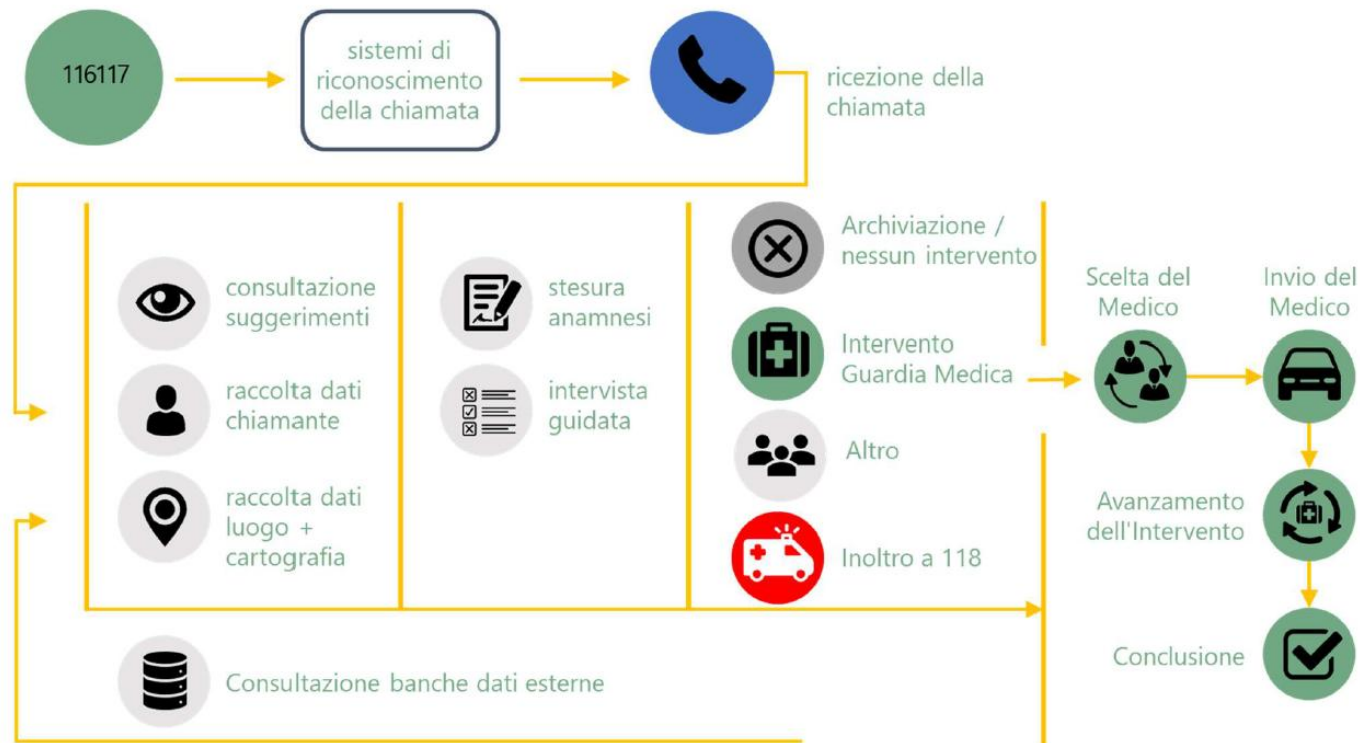 116117
sistemi di
riconoscimento
della chiamata
ricezione della
chiamata
consultazione
suggerimenti
raccolta dati
chiamante
raccolta dati
luogo +
cartografia
stesura
anamnesi
intervista
guidata
Archiviazione /
nessun intervento
Intervento
Guardia Medica
Altro
Inoltro a 118
Scelta del
Medico
Invio del
Medico
Avanzamento
dell'Intervento
Conclusione
Consultazione banche dati esterne